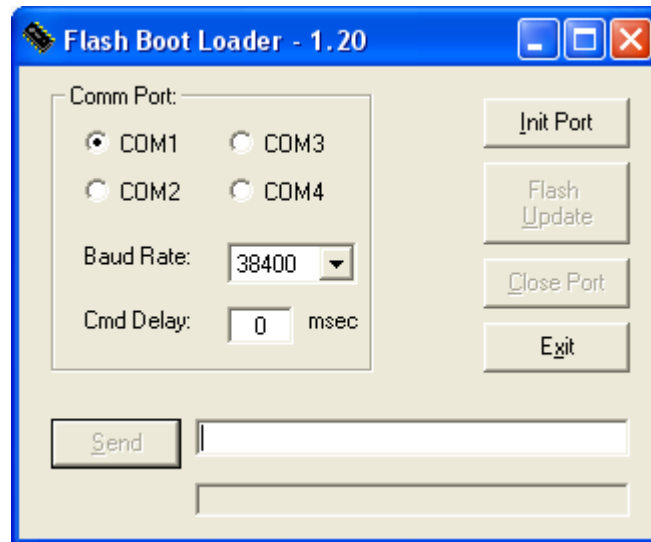 Flash Boot Loader - 1.20
Comm Port:
COM1
COM3
COM2
COM4
Baud Rate:
38400
Cmd Delay:
0
msec
Init Port
Flash
Update
Close Port
Exit
Send